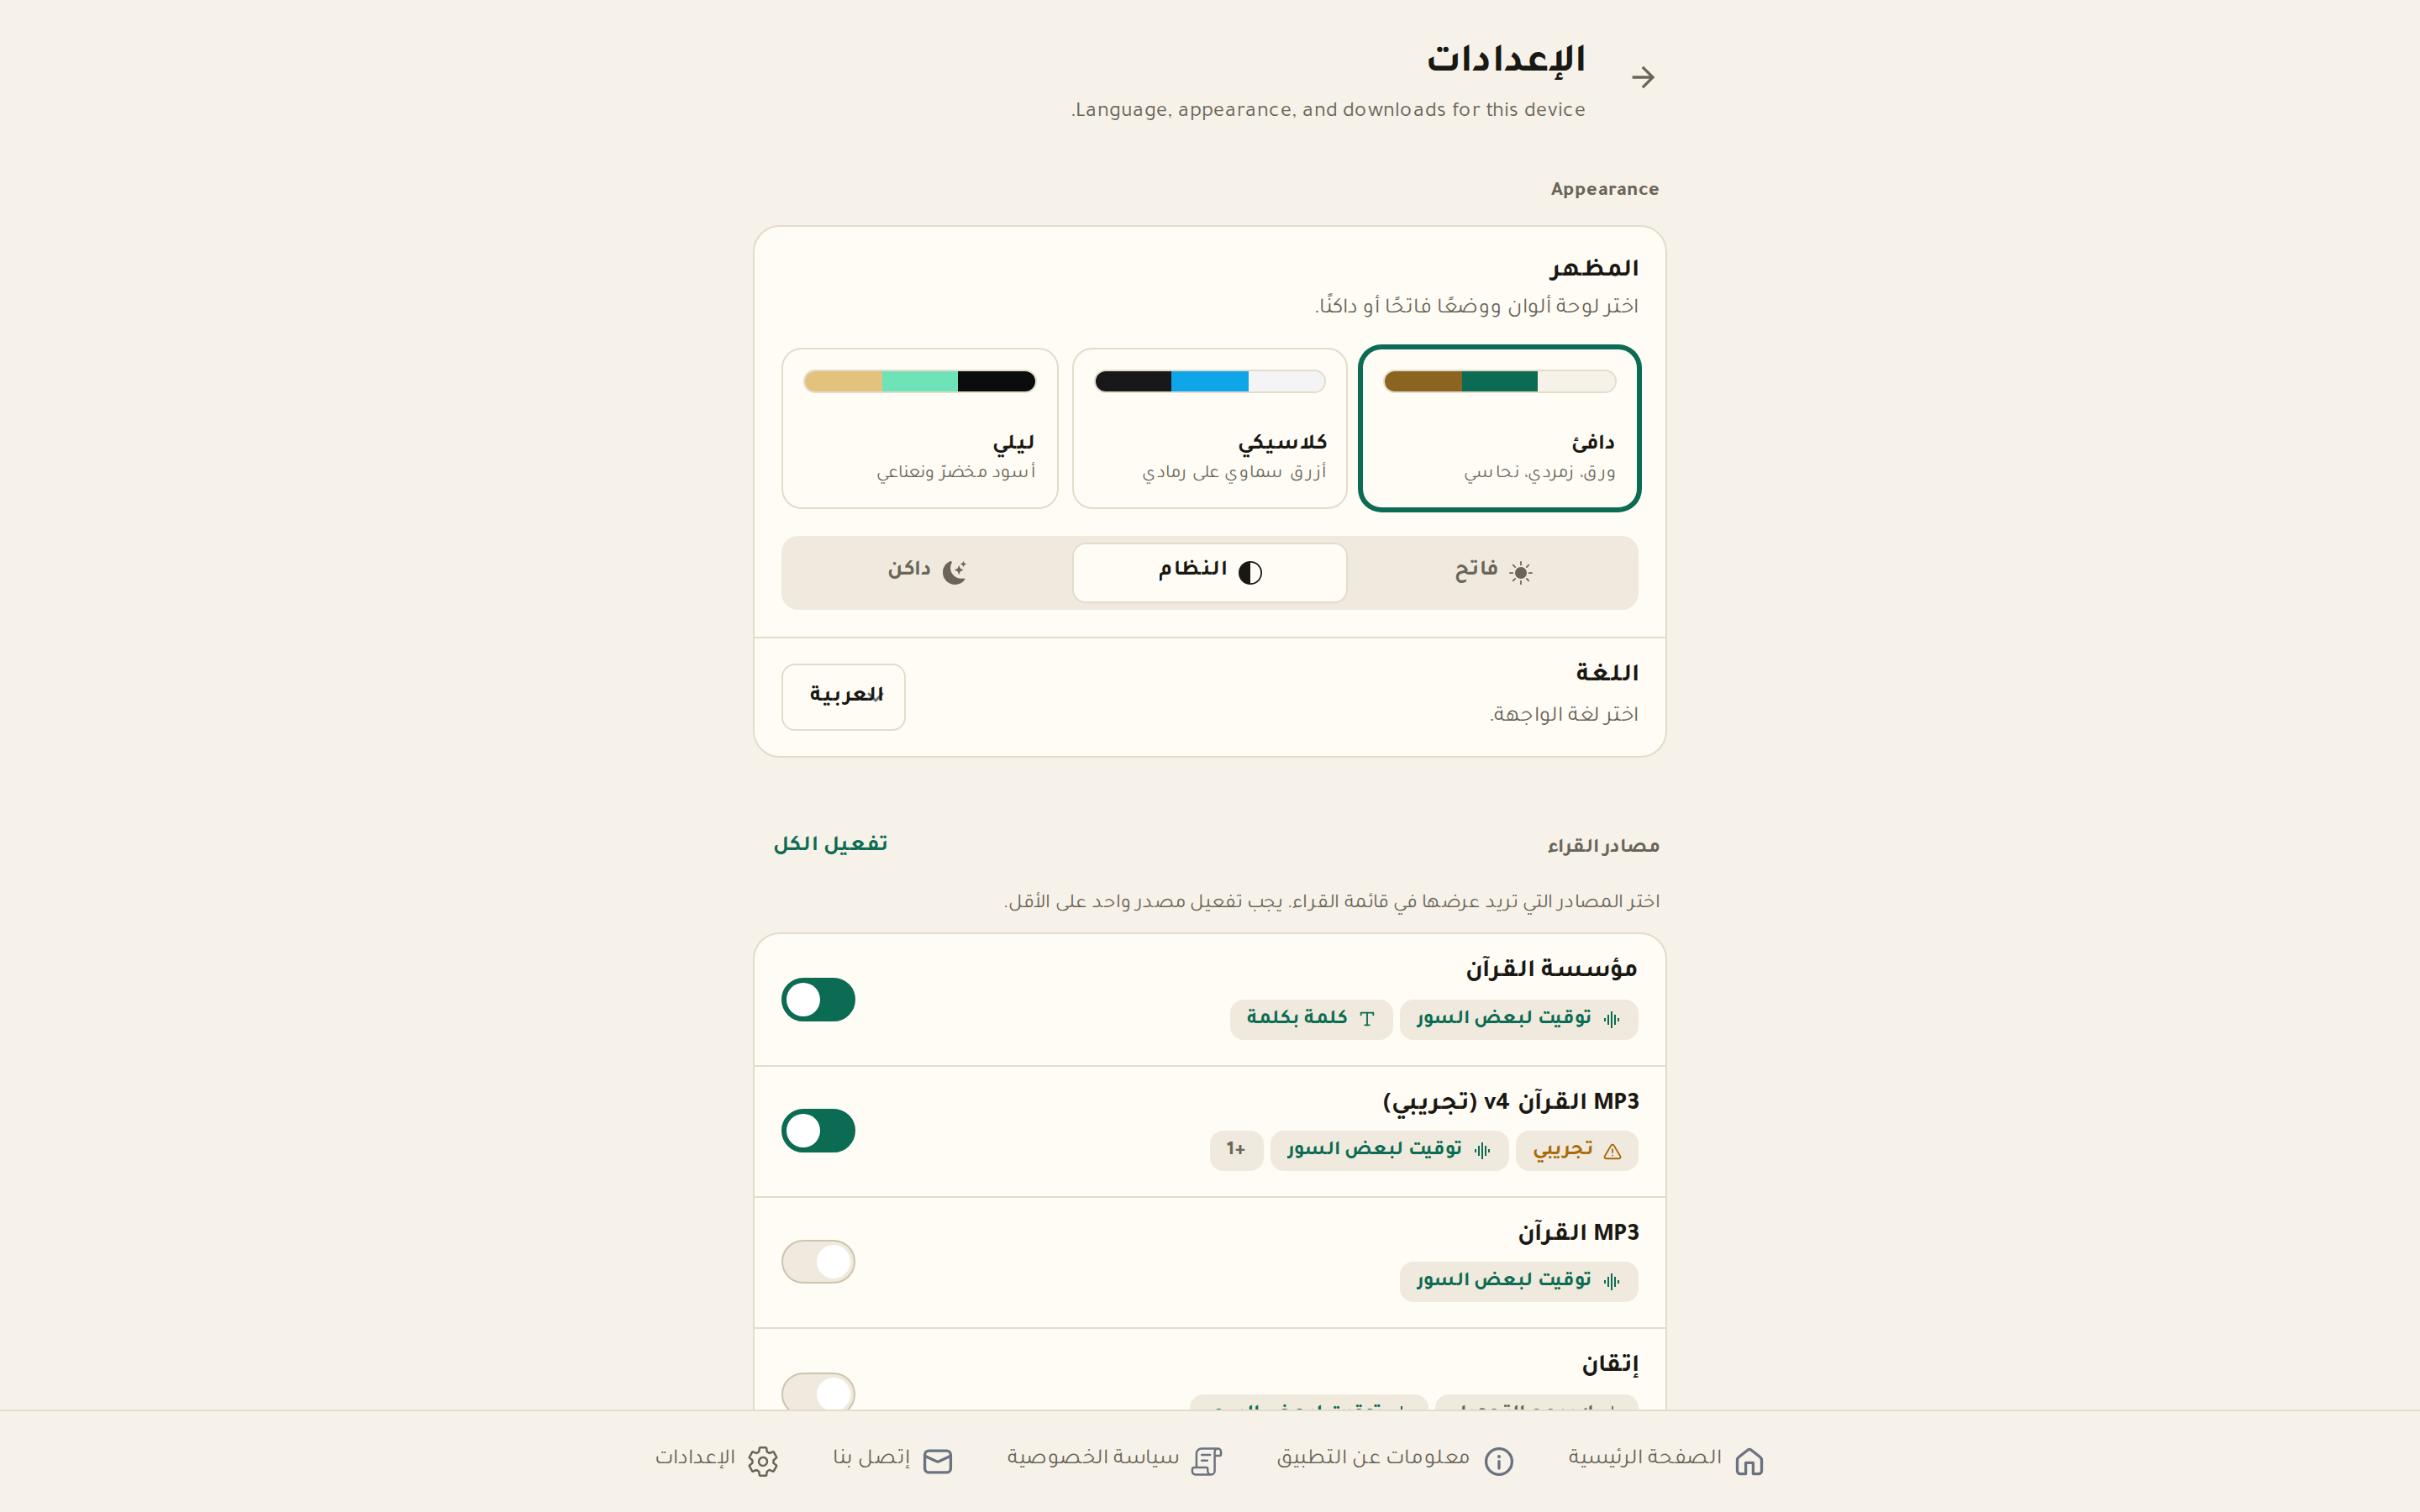 الإعدادات
Language, appearance, and downloads for this device.
Appearance
المظهر
اختر لوحة ألوان ووضعًا فاتحًا أو داكنًا.
دافئ
ورق، زمردي، نحاسي
كلاسيكي
أزرق سماوي على رمادي
ليلي
أسود مخضرّ ونعناعي
فاتح
النظام
داكن
اللغة
اختر لغة الواجهة.
العربية
مصادر القراء
تفعيل الكل
اختر المصادر التي تريد عرضها في قائمة القراء. يجب تفعيل مصدر واحد على الأقل.
مؤسسة القرآن
توقيت لبعض السور
كلمة بكلمة
MP3 القرآن v4 (تجريبي)
تجريبي
توقيت لبعض السور
+1
MP3 القرآن
توقيت لبعض السور
إتقان
الصفحة الرئيسية
معلومات عن التطبيق
سياسة الخصوصية
إتصل بنا
الإعدادات